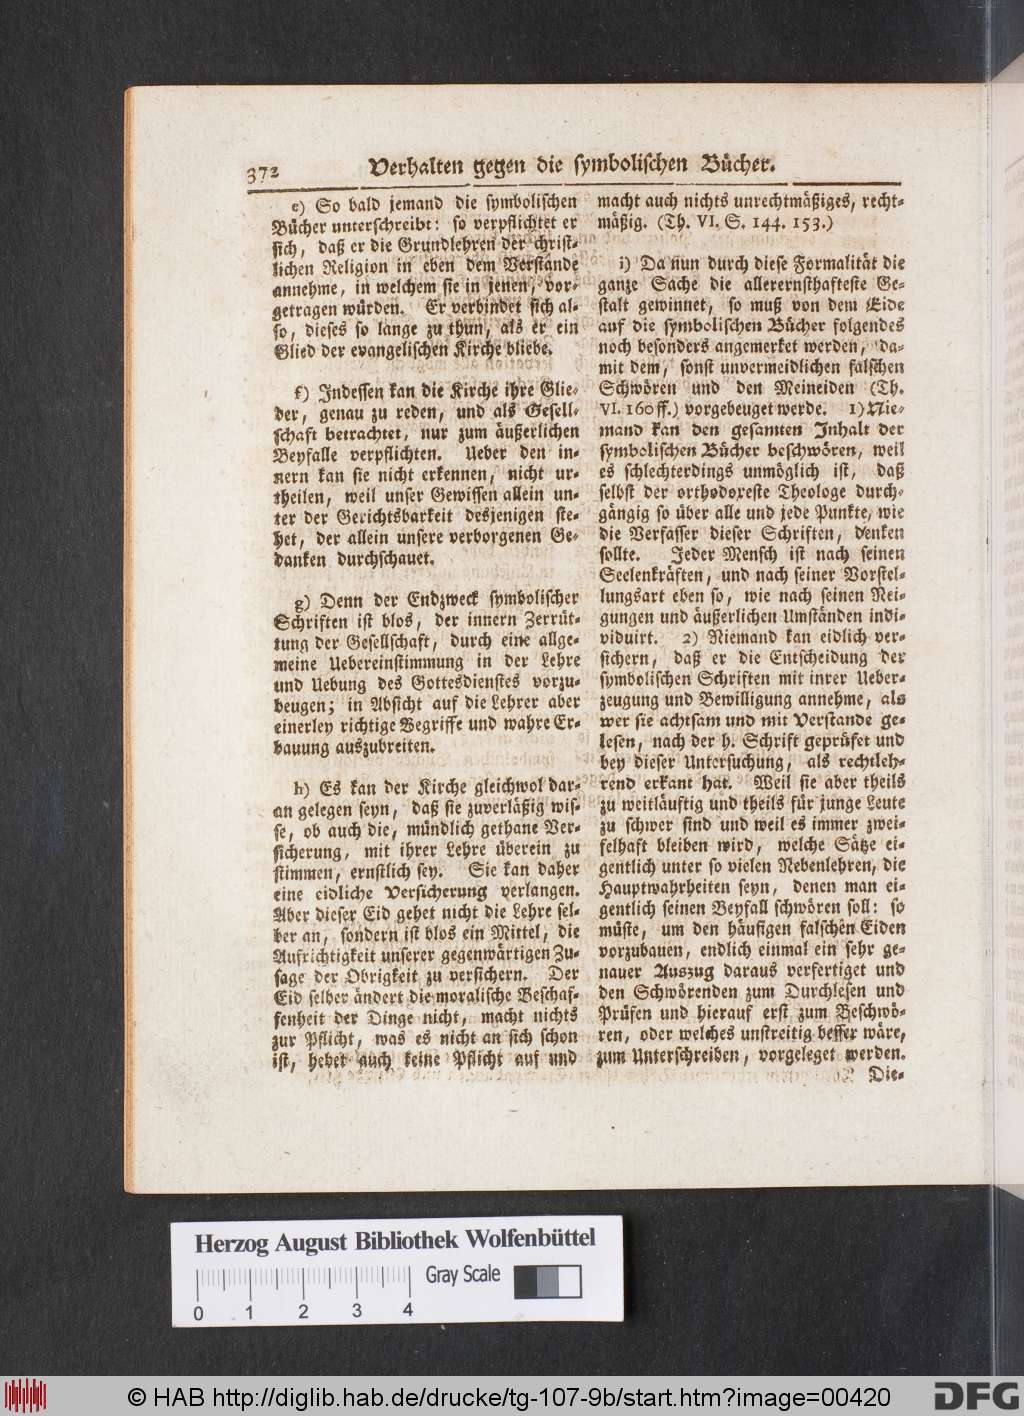 372 Verhalten gegen die symbolischen Bücher.
e) So bald jemand die symbolischen
Bücher unterschreibt: so verpflichtet er
sich, daß er die Grundlehren der christ-
lichen Religion in eben dem Verstande
annehme, in welchem sie in jenen, vor-
getragen würden. Er verbindet sich al-
so, dieses so lange zu thun, als er ein
Glied der evangelischen Kirche bliebe.
f) Indessen kan die Kirche ihre Glie-
der, genau zu reden, und als Gesell-
schaft betrachtet, nur zum äußerlichen
Beyfalle verpflichten. Ueber den in-
nern kan sie nicht erkennen, nicht ur-
theilen, weil unser Gewissen allein un-
ter der Gerichtsbarkeit desjenigen ste-
het, der allein unsere verborgenen Ge-
danken durchschauet.
g) Denn der Endzweck symbolischer
Schriften ist blos, der innern Zerrüt-
tung der Gesellschaft, durch eine allge-
meine Uebereinstimmung in der Lehre
und Uebung des Gottesdienstes vorzu-
beugen; in Absicht auf die Lehrer aber
einerley richtige Begriffe und wahre Er-
bauung auszubreiten.
h) Es kan der Kirche gleichwol dar-
an gelegen seyn, daß sie zuverläßig wis-
se, ob auch die, mündlich gethane Ver-
sicherung, mit ihrer Lehre überein zu
stimmen, ernstlich sey. Sie kan daher
eine eidliche Versicherung verlangen.
Aber dieser Eid gehet nicht die Lehre sel-
ber an, sondern ist blos ein Mittel, die
Aufrichtigkeit unserer gegenwärtigen Zu-
sage der Obrigkeit zu versichern. Der
Eid selber ändert die moralische Beschaf-
fenheit der Dinge nicht, macht nichts
zur Pflicht, was es nicht an sich schon
ist, hebet auch keine Pflicht auf und
macht auch nichts unrechtmäßiges, recht-
mäßig. (Th. VI. S. 144. 153.)
i) Da nun durch diese Formalität die
ganze Sache die allerernsthafteste Ge-
stalt gewinnet, so muß von dem Eide
auf die symbolischen Bücher folgendes
noch besonders angemerket werden, da-
mit dem, sonst unvermeidlichen falschen
Schwören und den Meineiden (Th.
VI. 160 ff.) vorgebeuget werde. 1) Nie-
mand kan den gesamten Inhalt der
symbolischen Bücher beschwören, weil
es schlechterdings unmöglich ist, daß
selbst der orthodoxeste Theologe durch-
gängig so über alle und jede Punkte, wie
die Verfasser dieser Schriften, denken
sollte. Jeder Mensch ist nach seinen
Seelenkräften, und nach seiner Vorstel-
lungsart eben so, wie nach seinen Nei-
gungen und äußerlichen Umständen indi-
viduirt. 2) Niemand kan eidlich ver-
sichern, daß er die Entscheidung der
symbolischen Schriften mit inrer Ueber-
zeugung und Bewilligung annehme, als
wer sie achtsam und mit Verstande ge-
lesen, nach der h. Schrift geprüfet und
bey dieser Untersuchung, als rechtleh-
rend erkant hat. Weil sie aber theils
zu weitläuftig und theils für junge Leute
zu schwer sind und weil es immer zwei-
felhaft bleiben wird, welche Sätze ei-
gentlich unter so vielen Nebenlehren, die
Hauptwahrheiten seyn, denen man ei-
gentlich seinen Beyfall schwören soll: so
müste, um den häufigen falschen Eiden
vorzubauen, endlich einmal ein sehr ge-
nauer Auszug daraus verfertiget und
den Schwörenden zum Durchlesen und
Prüfen und hierauf erst zum Beschwö-
ren, oder welches unstreitig besser wäre,
zum Unterschreiben, vorgeleget werden.
Die-
Herzog August Bibliothek Wolfenbüttel
Gray Scale
0 1 2 3 4
© HAB http://diglib.hab.de/drucke/tg-107-9b/start.htm?image=00420
DFG